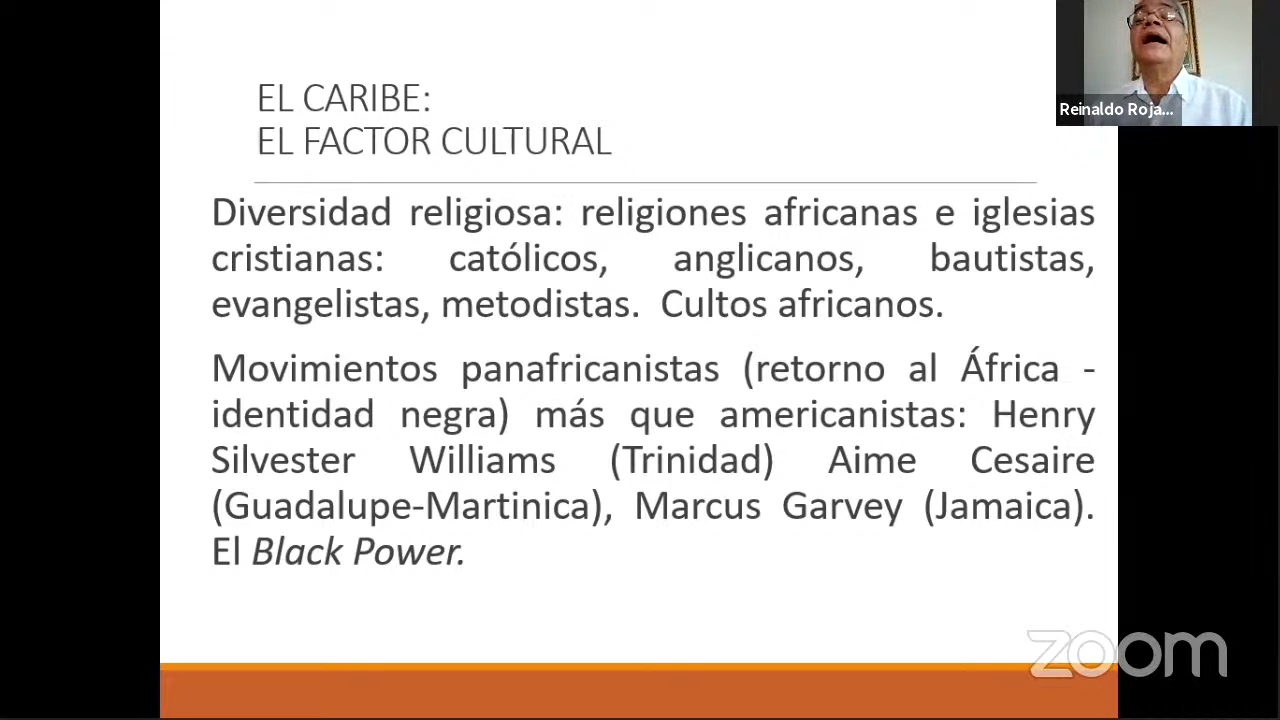 EL CARIBE:
EL FACTOR CULTURAL
Diversidad religiosa: religiones africanas e iglesias
cristianas: católicos, anglicanos, bautistas,
evangelistas, metodistas. Cultos africanos.
Movimientos panafricanistas (retorno al África -
identidad negra) más que americanistas: Henry
Silvester Williams (Trinidad) Aime Cesaire
(Guadalupe-Martinica), Marcus Garvey (Jamaica).
El Black Power.
Reinaldo Roja...
zoom